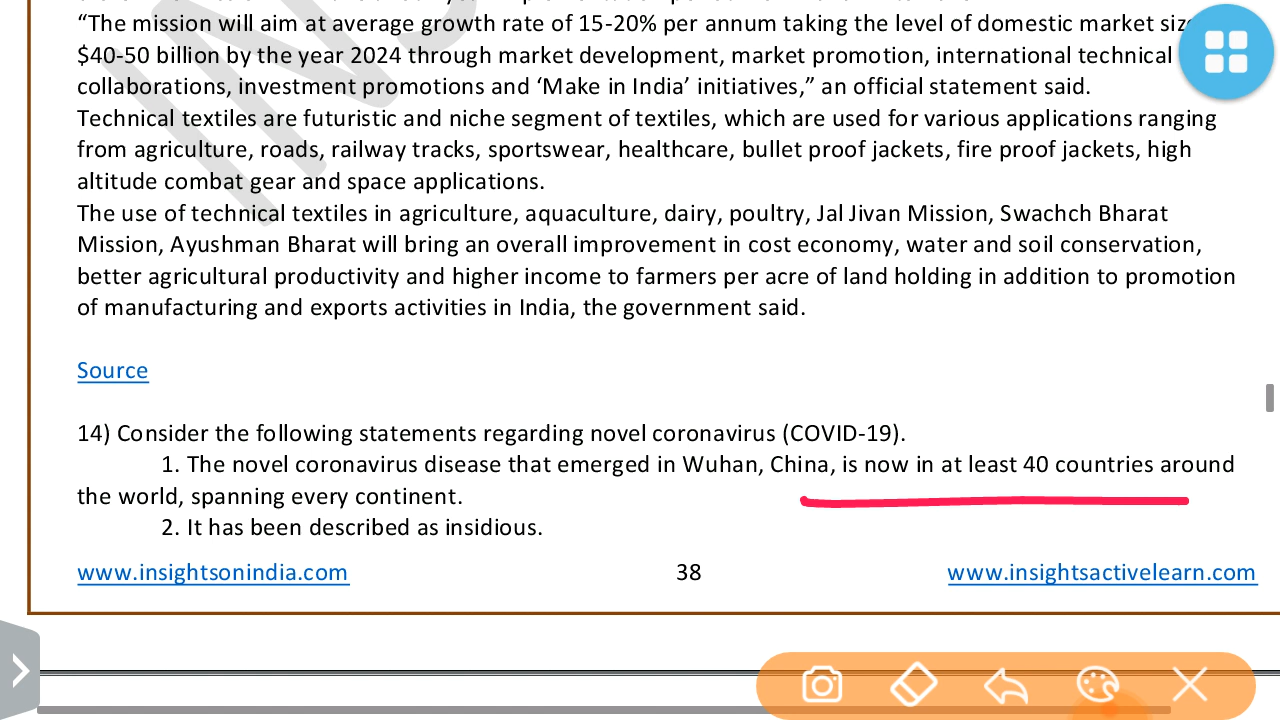 “The mission will aim at average growth rate of 15-20% per annum taking the level of domestic market size
$40-50 billion by the year 2024 through market development, market promotion, international technical
collaborations, investment promotions and ‘Make in India’ initiatives,” an official statement said.
Technical textiles are futuristic and niche segment of textiles, which are used for various applications ranging
from agriculture, roads, railway tracks, sportswear, healthcare, bullet proof jackets, fire proof jackets, high
altitude combat gear and space applications.
The use of technical textiles in agriculture, aquaculture, dairy, poultry, Jal Jivan Mission, Swachch Bharat
Mission, Ayushman Bharat will bring an overall improvement in cost economy, water and soil conservation,
better agricultural productivity and higher income to farmers per acre of land holding in addition to promotion
of manufacturing and exports activities in India, the government said.
Source
14) Consider the following statements regarding novel coronavirus (COVID-19).
1. The novel coronavirus disease that emerged in Wuhan, China, is now in at least 40 countries around
the world, spanning every continent.
2. It has been described as insidious.
www.insightsonindia.com 38 www.insightsactivelearn.com